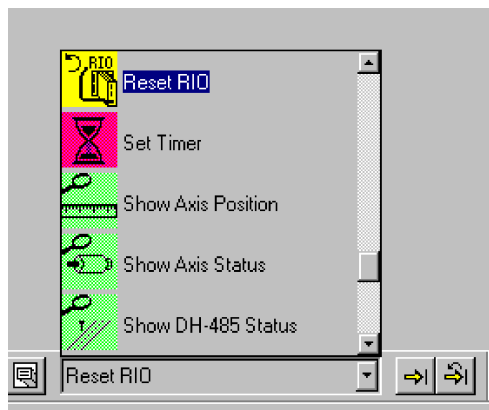 RIO
Reset RIO
Set Timer
Show Axis Position
Show Axis Status
Show DH-485 Status
Reset RIO